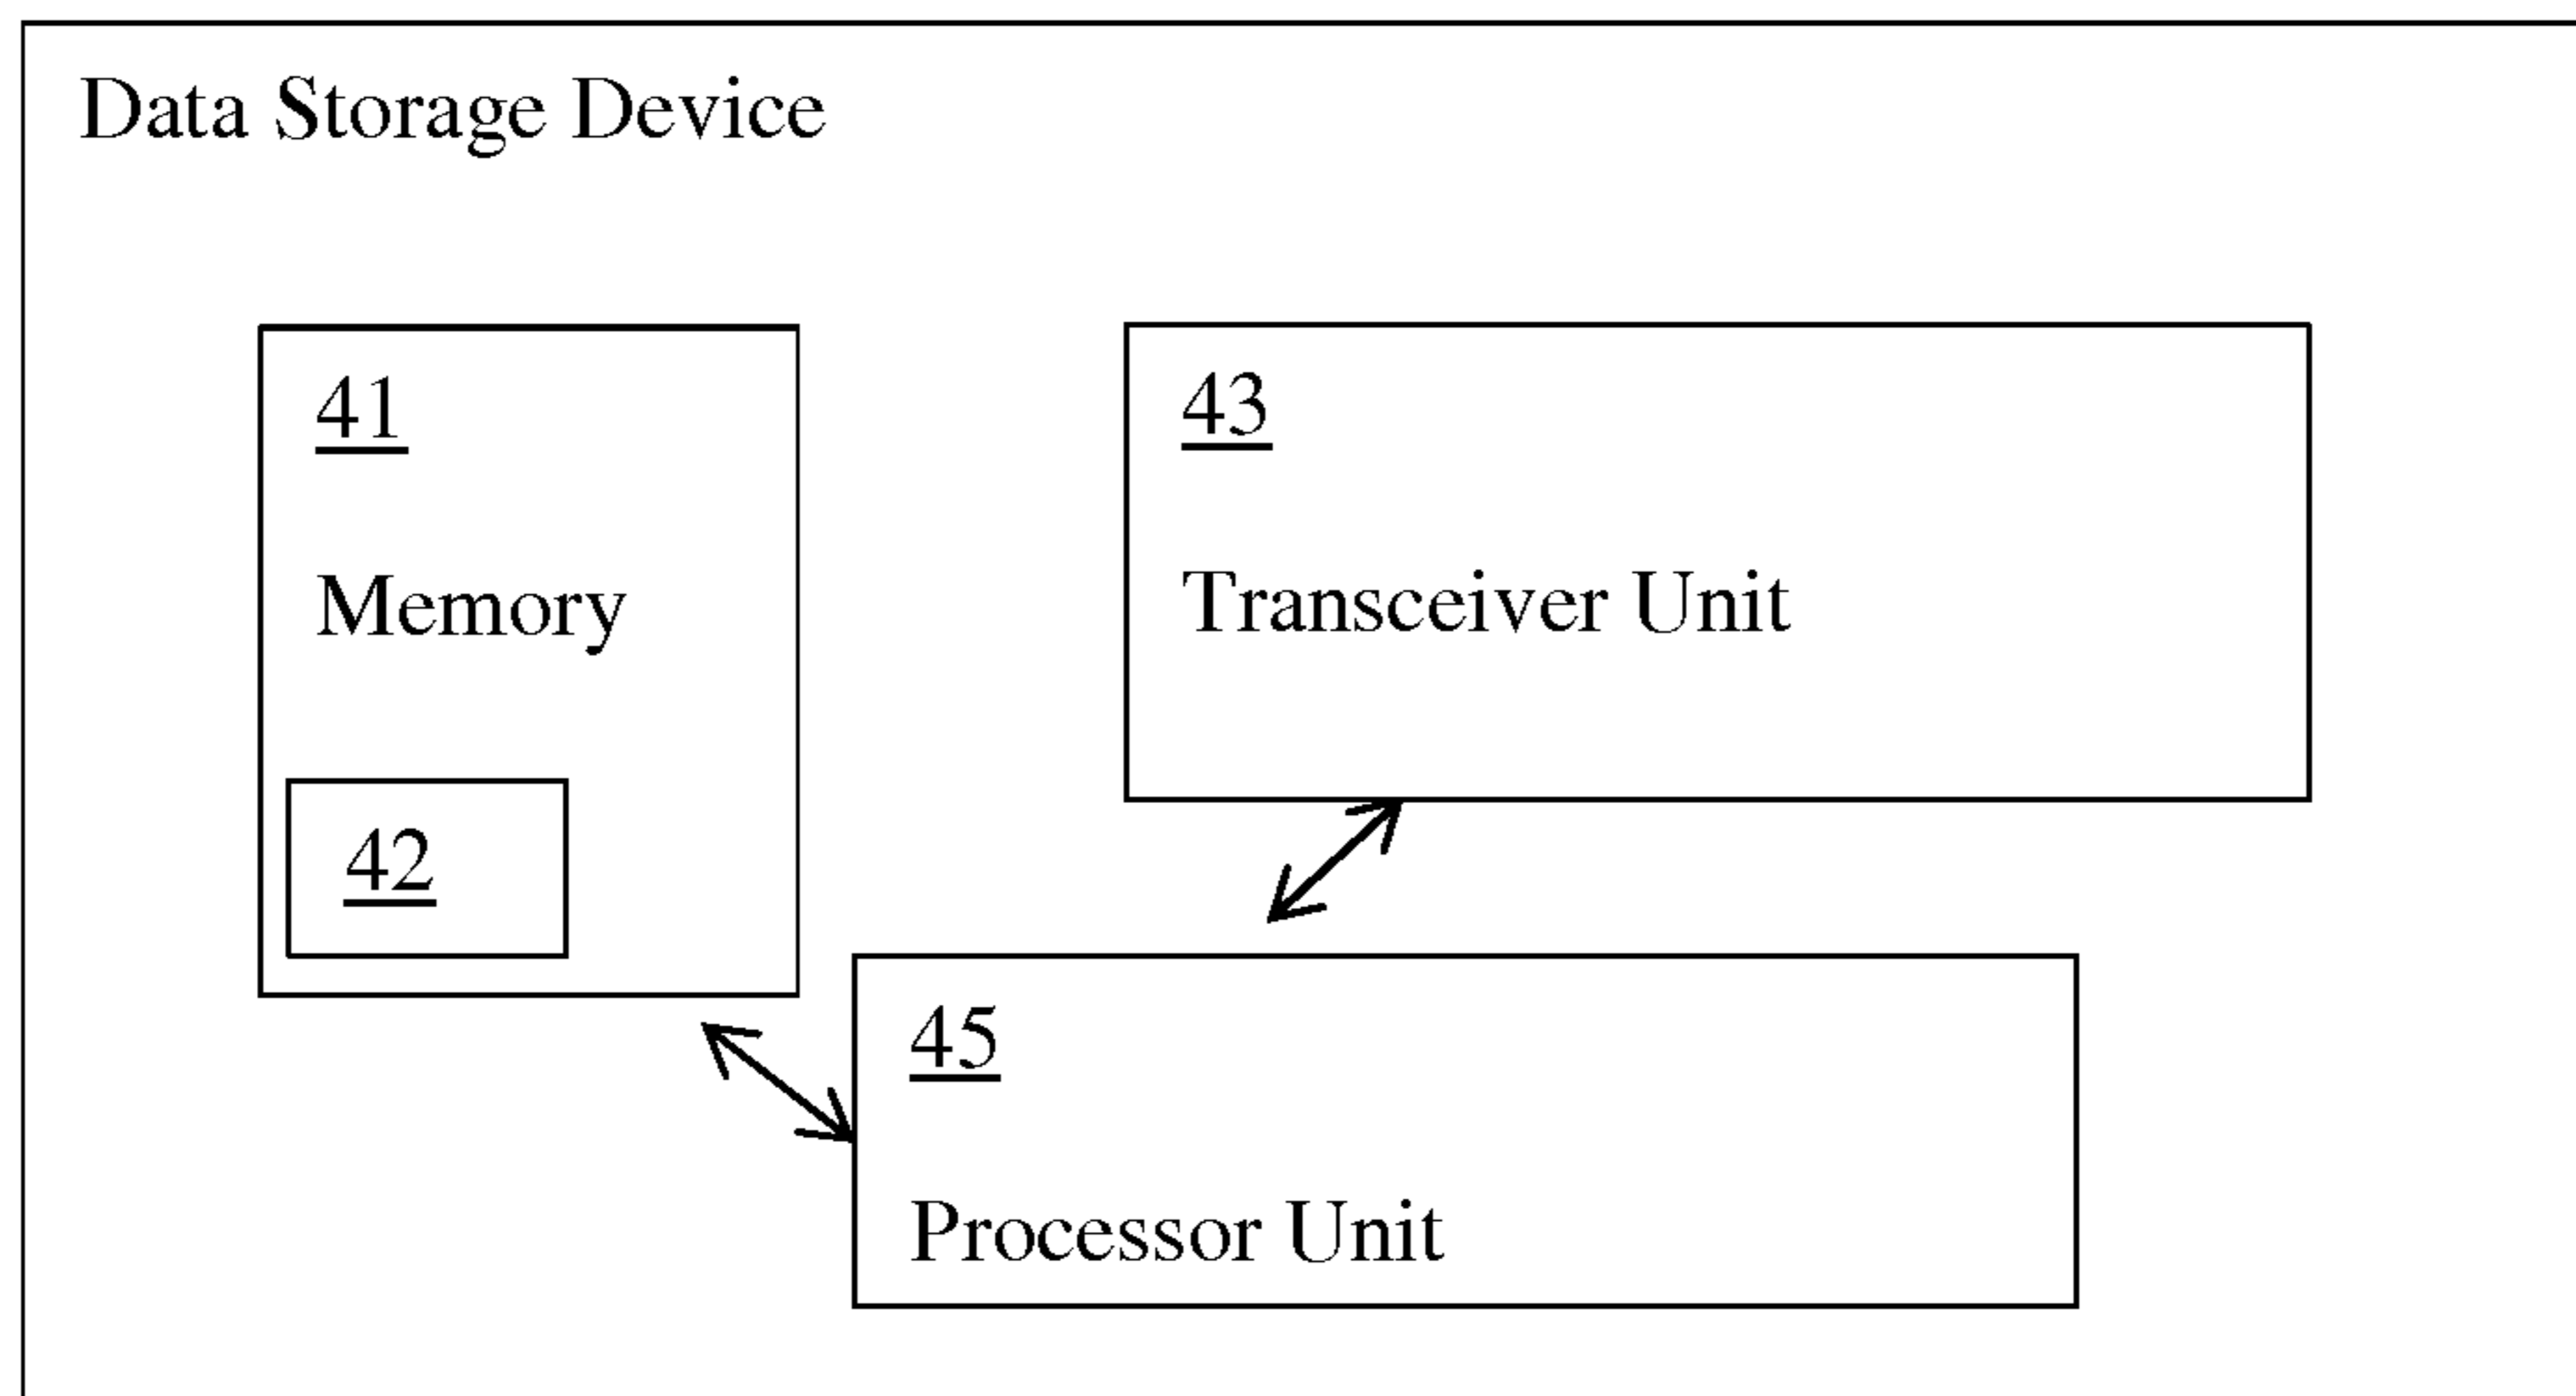 Data Storage Device
41
Memory
42
43
Transceiver Unit
45
Processor Unit